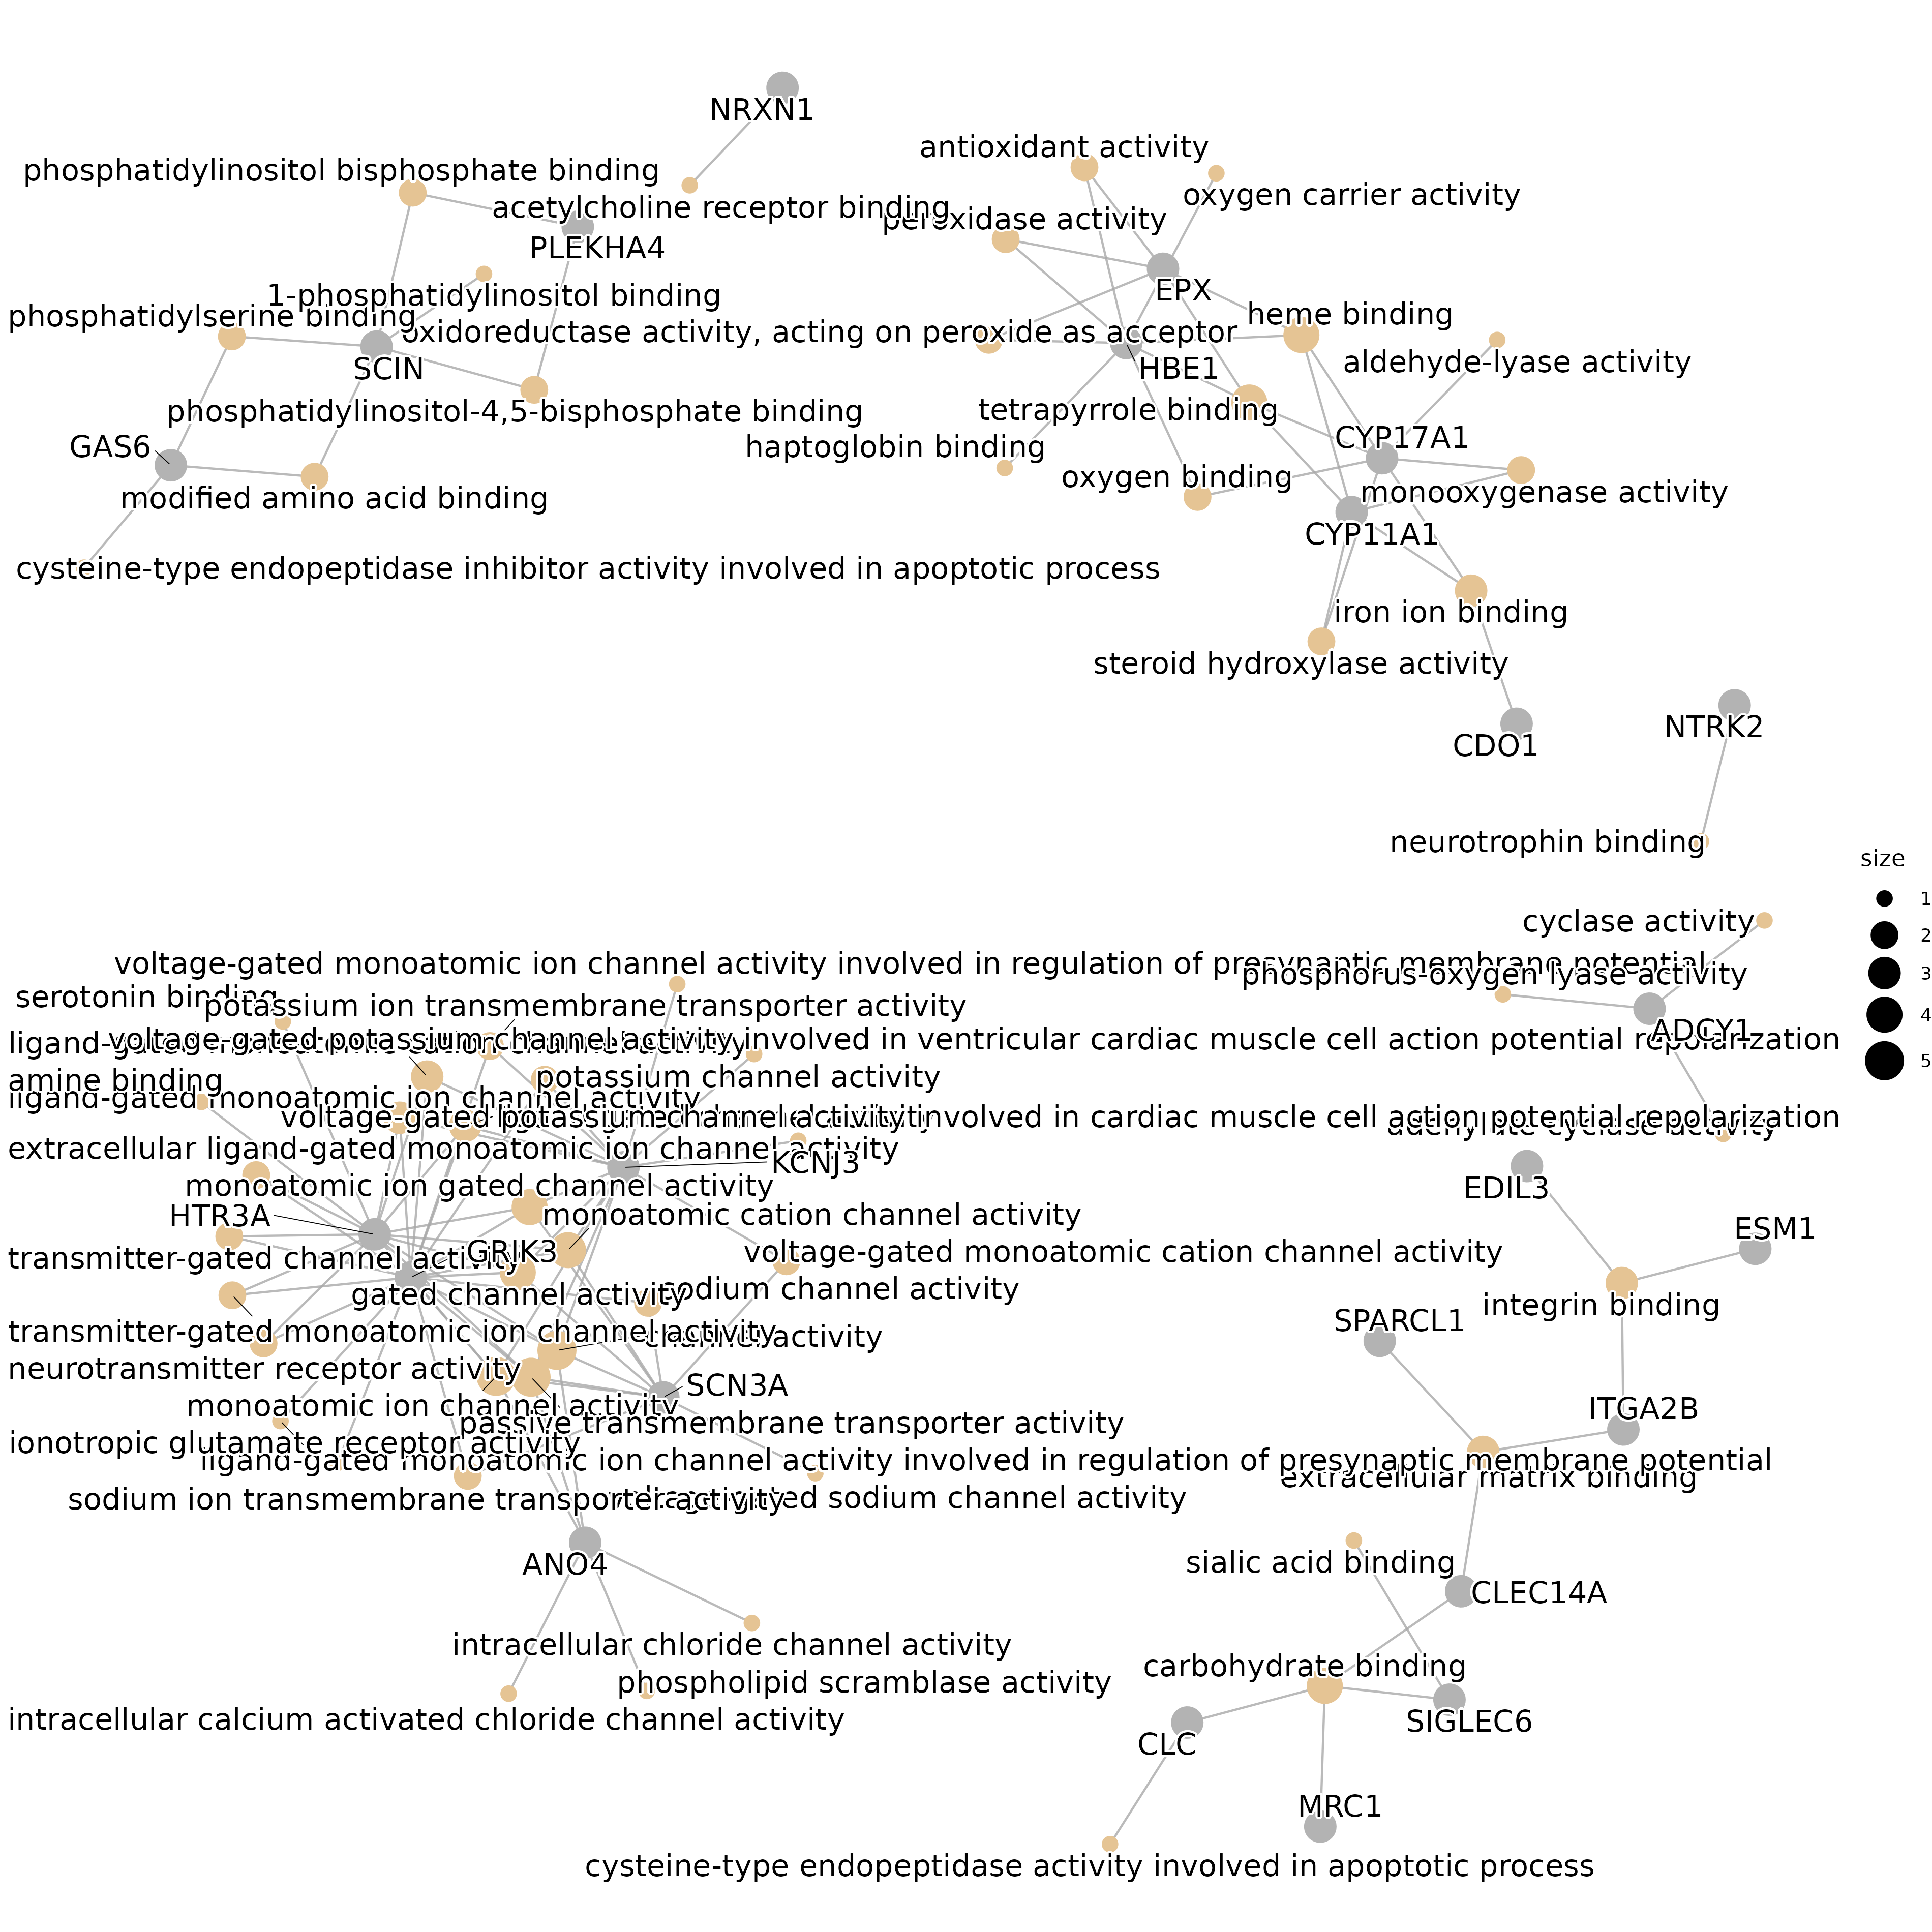 NRXN1
antioxidant activity
phosphatidylinositol bisphosphate binding
oxygen carrier activity
acetylcholine receptor binding
peroxidase activity
PLEKHA4
EPX
1-phosphatidylinositol binding
phosphatidylserine binding
heme binding
oxidoreductase activity, acting on peroxide as acceptor
aldehyde-lyase activity
SCIN
HBE1
phosphatidylinositol-4,5-bisphosphate binding
tetrapyrrole binding
CYP17A1
GAS6
haptoglobin binding
oxygen binding
monooxygenase activity
modified amino acid binding
CYP11A1
cysteine-type endopeptidase inhibitor activity involved in apoptotic process
iron ion binding
steroid hydroxylase activity
NTRK2
CDO1
neurotrophin binding
size
1
2
3
4
5
cyclase activity
voltage-gated monoatomic ion channel activity involved in regulation of presynaptic membrane potential
phosphorus-oxygen lyase activity
serotonin binding
potassium ion transmembrane transporter activity
ADCY1
voltage-gated potassium channel activity involved in ventricular cardiac muscle cell action potential repolarization
ligand-gated monoatomic cation channel activity
potassium channel activity
amine binding
ligand-gated monoatomic ion channel activity
voltage-gated potassium channel activity involved in cardiac muscle cell action potential repolarization
adenylate cyclase activity
extracellular ligand-gated monoatomic ion channel activity
KCNJ3
monoatomic ion gated channel activity
EDIL3
HTR3A
monoatomic cation channel activity
ESM1
GRIK3
voltage-gated monoatomic cation channel activity
transmitter-gated channel activity
gated channel activity
sodium channel activity
integrin binding
SPARCL1
transmitter-gated monoatomic ion channel activity
channel activity
neurotransmitter receptor activity
SCN3A
monoatomic ion channel activity
ITGA2B
passive transmembrane transporter activity
ionotropic glutamate receptor activity
ligand-gated monoatomic ion channel activity involved in regulation of presynaptic membrane potential
extracellular matrix binding
sodium ion transmembrane transporter activity
voltage-gated sodium channel activity
ANO4
sialic acid binding
CLEC14A
intracellular chloride channel activity
carbohydrate binding
phospholipid scramblase activity
intracellular calcium activated chloride channel activity
SIGLEC6
CLC
MRC1
cysteine-type endopeptidase activity involved in apoptotic process